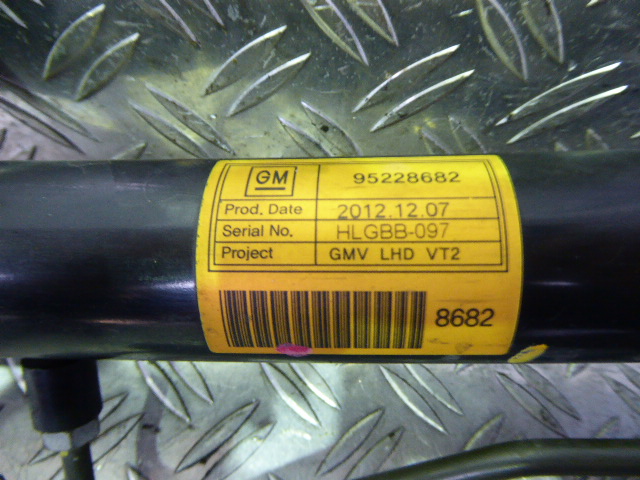 GM 95228682
Prod. Date 2012.12.07
Serial No. HLGBB-097
Project GMV LHD VT2
8682